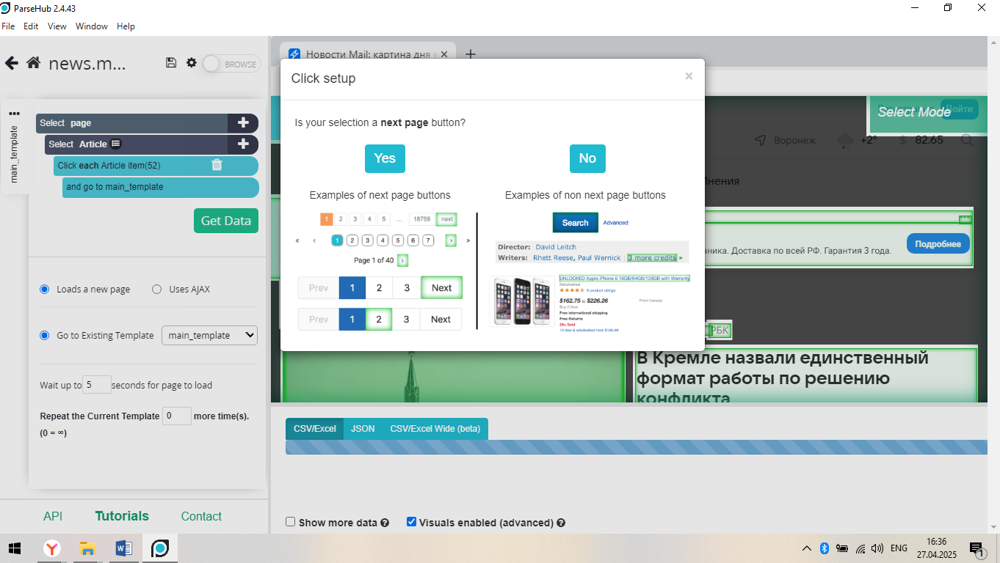 ParseHub 2.4.43
File Edit View Window Help
news.m...
BROWSE
main_template
Select page
Select Article
Click each Article item(52)
and go to main_template
Get Data
Loads a new page
Uses AJAX
Go to Existing Template
main_template
Wait up to 5 seconds for page to load
Repeat the Current Template 0 more time(s).
(0 = ∞)
API Tutorials Contact
Новости Mail: картина дня в
Click setup
Is your selection a next page button?
Yes
No
Examples of next page buttons
Examples of non next page buttons
1 2 3 4 5 ... 18758 next
« ‹ 1 2 3 4 5 6 7 › »
Page 1 of 40 ›
Prev 1 2 3 Next
Prev 1 2 3 Next
Search Advanced
Director: David Leitch
Writers: Rhett Reese, Paul Wernick | 3 more credits »
UNLOCKED Apple iPhone 6 16GB/64GB/128GB with Warranty
Refurbished
8 product ratings
$162.75 to $226.26
From Canada
Buy It Now
Free international shipping
Free Returns
28+ Sold
13 new & refurbished from $186.99
Select Mode
Войти
Воронеж +2° $ 82.65
Мнения
ника. Доставка по всей РФ. Гарантия 3 года.
Подробнее
РБК
В Кремле назвали единственный
формат работы по решению
конфликта
CSV/Excel JSON CSV/Excel Wide (beta)
Show more data
Visuals enabled (advanced)
ENG
16:36
27.04.2025
1